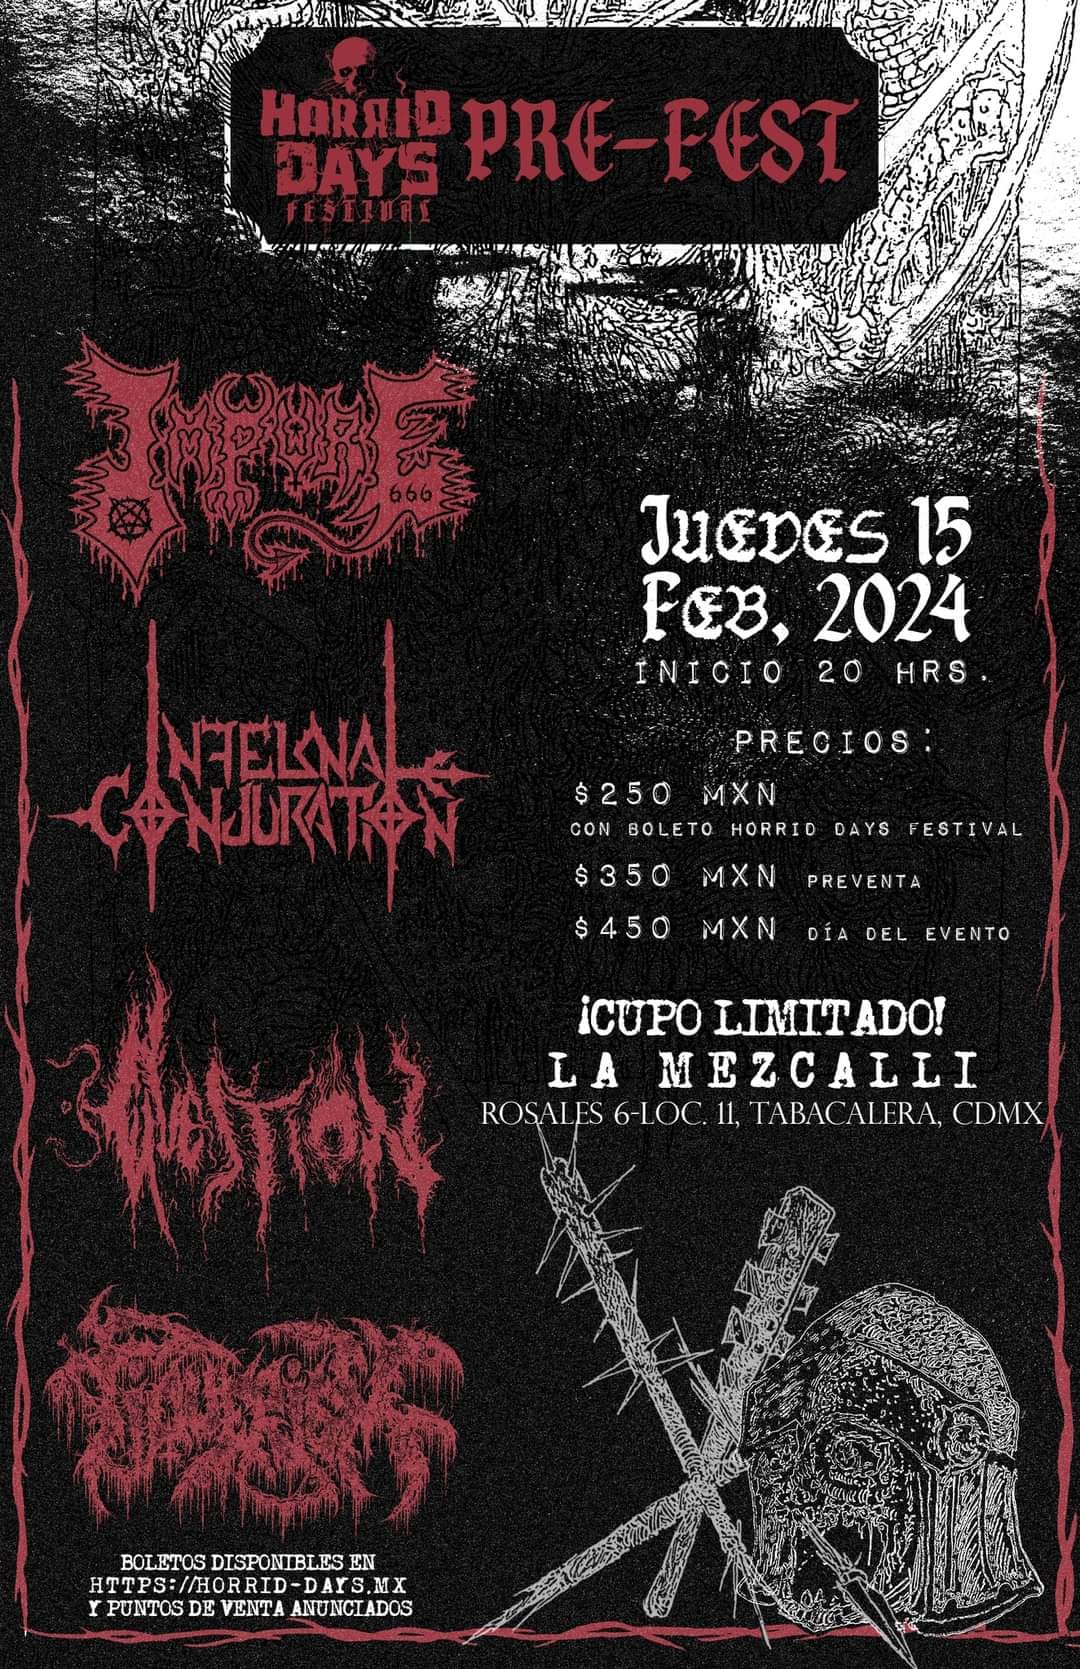 HORRID
DAYS
FESTIVAL
PRE-FEST
IMPURE
666
INFERNAL
CONJURATION
JUEVES 15
FEB, 2024
INICIO 20 HRS.
PRECIOS:
$250 MXN
CON BOLETO HORRID DAYS FESTIVAL
$350 MXN PREVENTA
$450 MXN DÍA DEL EVENTO
¡CUPO LIMITADO!
LA MEZCALLI
ROSALES 6-LOC. 11, TABACALERA, CDMX
BOLETOS DISPONIBLES EN
HTTPS://HORRID-DAYS.MX
Y PUNTOS DE VENTA ANUNCIADOS